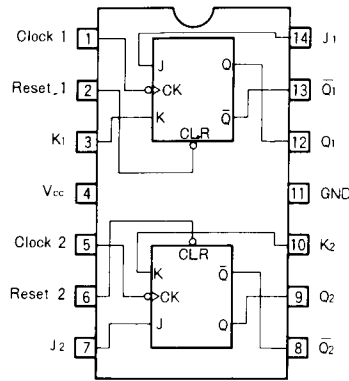 Clock 1 1 14 J1
J Q
Reset 1 2 CK 13 Q̅1
K Q̅
K1 3 CLR 12 Q1
Vcc 4 11 GND
Clock 2 5 CLR 10 K2
K Q̅
Reset 2 6 CK 9 Q2
J Q
J2 7 8 Q̅2